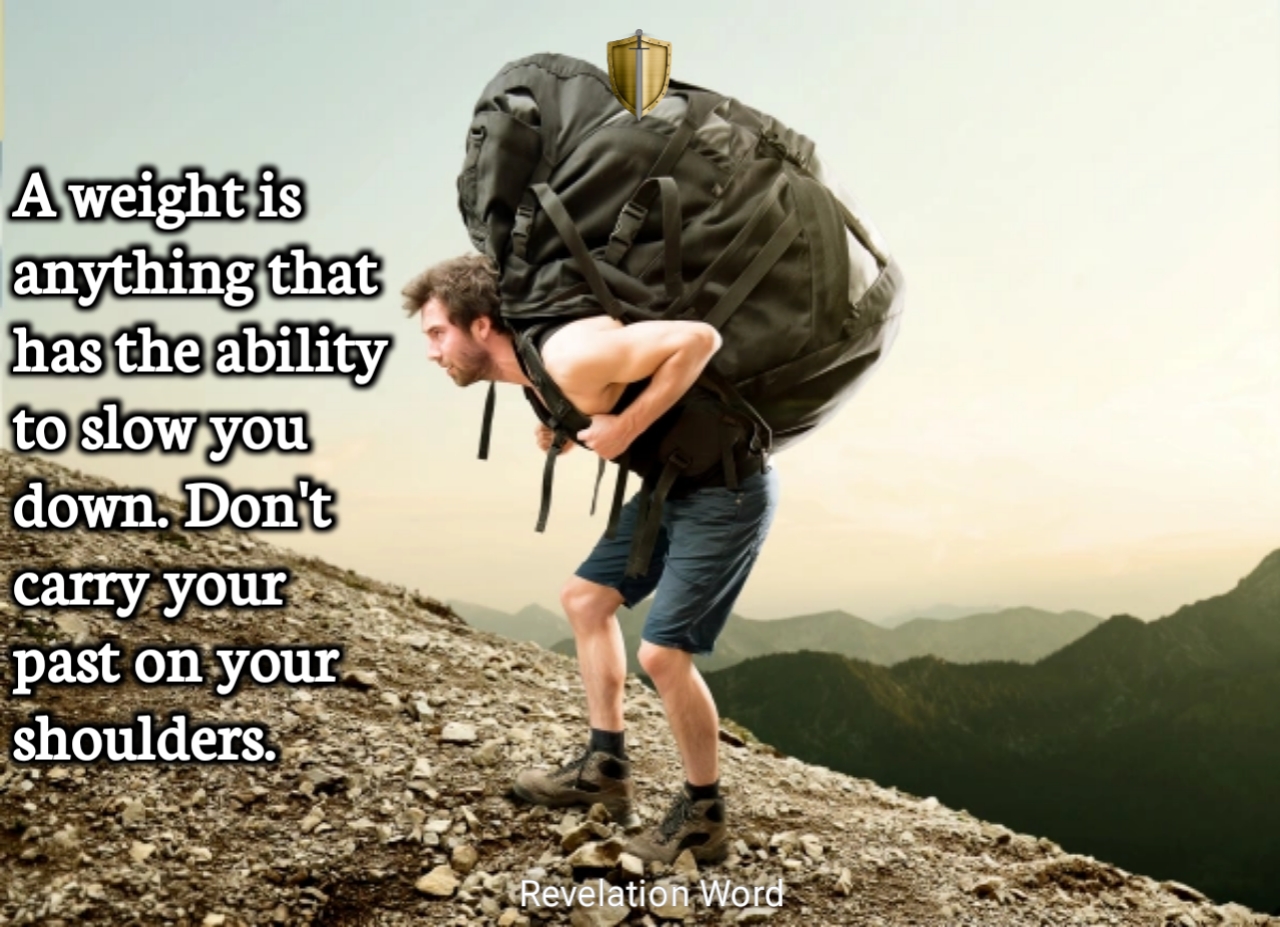 A weight is
anything that
has the ability
to slow you
down. Don't
carry your
past on your
shoulders.
Revelation Word